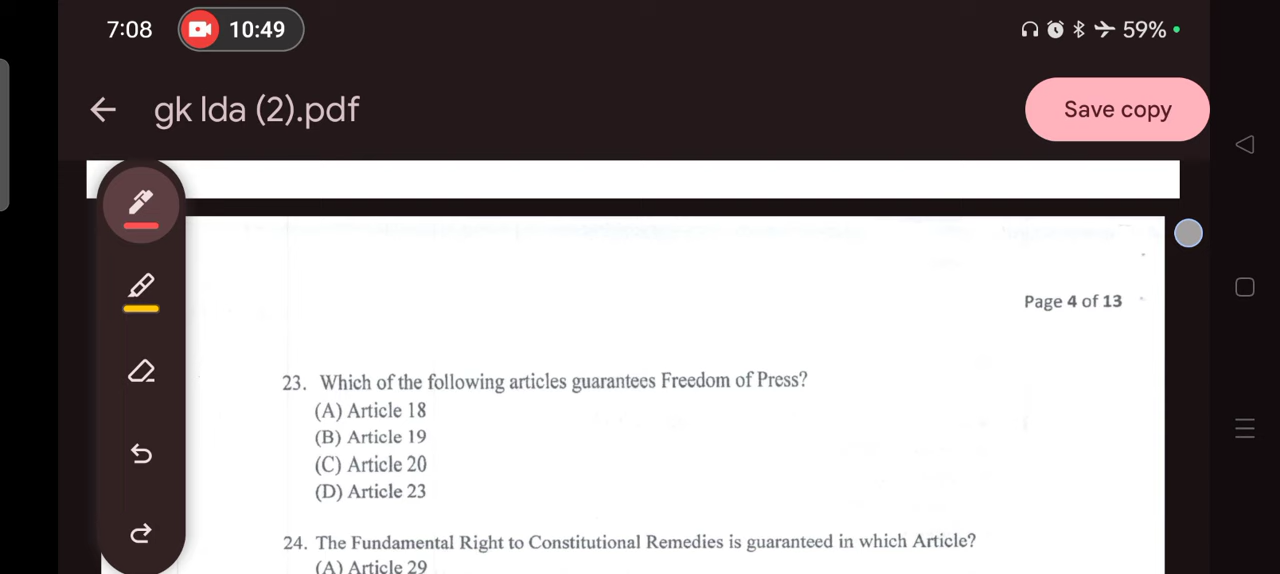 7:08 10:49 59%
gk lda (2).pdf Save copy
Page 4 of 13
23. Which of the following articles guarantees Freedom of Press?
(A) Article 18
(B) Article 19
(C) Article 20
(D) Article 23
24. The Fundamental Right to Constitutional Remedies is guaranteed in which Article?
(A) Article 29